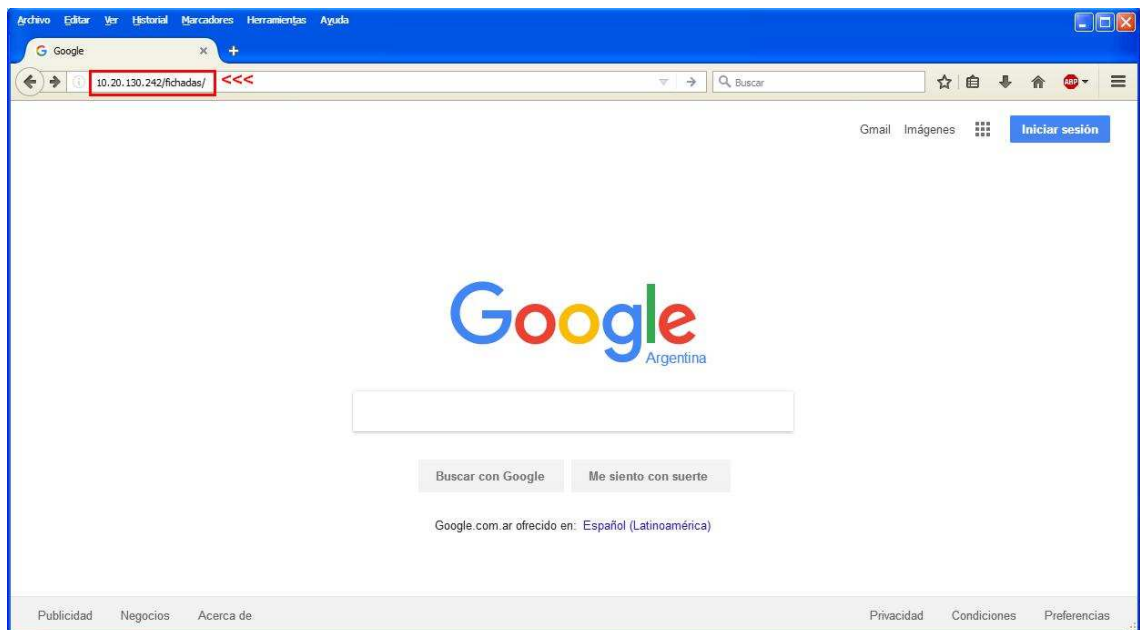 Archivo Editar Ver Historial Marcadores Herramientas Ayuda
Google
10.20.130.242/fichadas/ <<< Buscar ABP
Gmail Imágenes Iniciar sesión
Google
Argentina
Buscar con Google Me siento con suerte
Google.com.ar ofrecido en: Español (Latinoamérica)
Publicidad Negocios Acerca de Privacidad Condiciones Preferencias